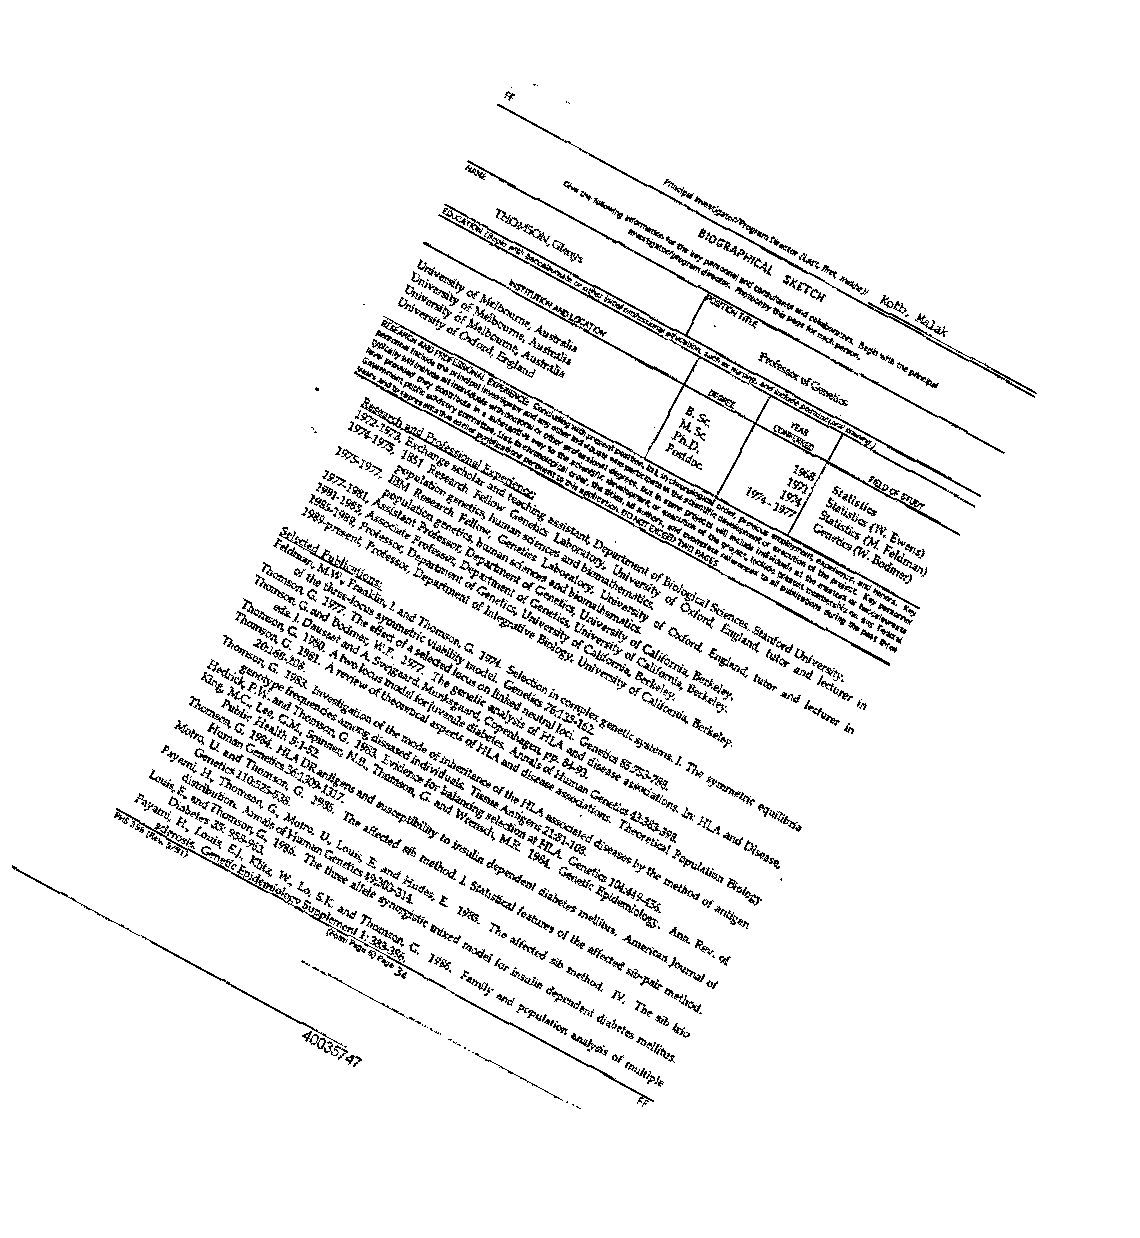 FF
Principal Investigator/Program Director (Last, first, middle): Kotb, Malak
BIOGRAPHICAL SKETCH
Give the following information for the key personnel and consultants and collaborators. Begin with the principal
investigator/program director. Photocopy this page for each person.
NAME
POSITION TITLE
THOMSON, Glenys
Professor of Genetics
EDUCATION (Begin with baccalaureate or other initial professional education, such as nursing, and include postdoctoral training.)
INSTITUTION AND LOCATION
DEGREE
YEAR
CONFERRED
FIELD OF STUDY
University of Melbourne, Australia B. Sc. 1968 Statistics
University of Melbourne, Australia M. Sc. 1971 Statistics (W. Ewens)
University of Melbourne, Australia Ph.D. 1974 Statistics (M. Feldman)
University of Oxford, England Postdoc. 1974 - 1977 Genetics (W. Bodmer)
RESEARCH AND PROFESSIONAL EXPERIENCE: Concluding with present position, list, in chronological order, previous employment, experience, and honors. Key
personnel include the principal investigator and any other individuals who participate in the scientific development or execution of the project. Key personnel
typically will include all individuals with doctoral or other professional degrees, but in some projects will include individuals at the masters or baccalaureate
level provided they contribute in a substantive way to the scientific development or execution of the project. Include present membership on any Federal
Government public advisory committee. List, in chronological order, the titles, all authors, and complete references to all publications during the past three
years and to representative earlier publications pertinent to this application. DO NOT EXCEED TWO PAGES.
Research and Professional Experience:
1972-1973, Exchange scholar and teaching assistant, Department of Biological Sciences, Stanford University.
1974-1975, 1851 Research Fellow Genetics Laboratory, University of Oxford, England, tutor and lecturer in
population genetics, human sciences and biomathematics.
1975-1977, IBM Research Fellow, Genetics Laboratory, University of Oxford, England, tutor and lecturer in
population genetics, human sciences and biomathematics.
1977-1981, Assistant Professor, Department of Genetics, University of California, Berkeley.
1981-1985, Associate Professor, Department of Genetics, University of California, Berkeley.
1985-1989, Professor, Department of Genetics, University of California, Berkeley.
1989-present, Professor, Department of Integrative Biology, University of California, Berkeley.
Selected Publications:
Feldman, M.W., Franklin, I. and Thomson, G. 1974. Selection in complex genetic systems. I. The symmetric equilibria
of the three-locus symmetric viability model. Genetics 76:135-162.
Thomson, G. 1977. The effect of a selected locus on linked neutral loci. Genetics 85:753-788.
Thomson, G. and Bodmer, W.F. 1977. The genetic analysis of HLA and disease associations. In: HLA and Disease,
eds. J. Dausset and A. Svejgaard, Munksgaard, Copenhagen, pp. 84-93.
Thomson, G. 1980. A two locus model for juvenile diabetes. Annals of Human Genetics 43:383-398.
Thomson, G. 1981. A review of theoretical aspects of HLA and disease associations. Theoretical Population Biology
20:168-208.
Thomson, G. 1983. Investigation of the mode of inheritance of the HLA associated diseases by the method of antigen
genotype frequencies among diseased individuals. Tissue Antigens 21:81-108.
Hedrick, P.W. and Thomson, G. 1983. Evidence for balancing selection at HLA. Genetics 104:449-456.
King, M.C., Lee, G.M., Spinner, N.B., Thomson, G. and Wrensch, M.R. 1984. Genetic Epidemiology. Ann. Rev. of
Public Health 5:1-52.
Thomson, G. 1984. HLA DR antigens and susceptibility to insulin dependent diabetes mellitus. American Journal of
Human Genetics 36:1309-1317.
Motro, U. and Thomson, G. 1985. The affected sib method. I. Statistical features of the affected sib-pair method.
Genetics 110:525-538.
Payami, H., Thomson, G., Motro, U., Louis, E. and Hudes, E. 1985. The affected sib method. IV. The sib trio
distribution. Annals of Human Genetics 49:300-314.
Louis, E. and Thomson, G. 1986. The three allele synergistic mixed model for insulin dependent diabetes mellitus.
Diabetes 35: 958-963.
Payami, H., Louis, E.J., Klitz, W., Lo, S.K. and Thomson, G. 1986. Family and population analysis of multiple
sclerosis. Genetic Epidemiology Supplement 1: 383-396.
PHS 398 (Rev. 9/91)
(Form Page 6) Page 34
FF
40035747